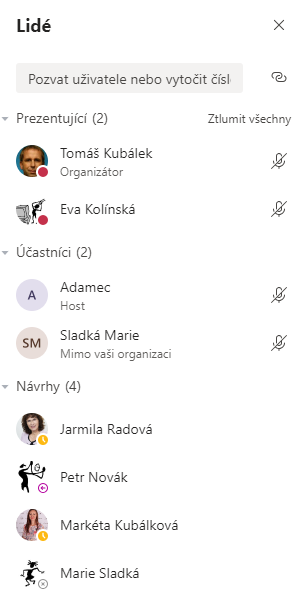 Lidé
Pozvat uživatele nebo vytočit čísl
Prezentující (2) Ztlumit všechny
Tomáš Kubálek
Organizátor
Eva Kolínská
Účastníci (2)
A Adamec
Host
SM Sladká Marie
Mimo vaši organizaci
Návrhy (4)
Jarmila Radová
Petr Novák
Markéta Kubálková
Marie Sladká